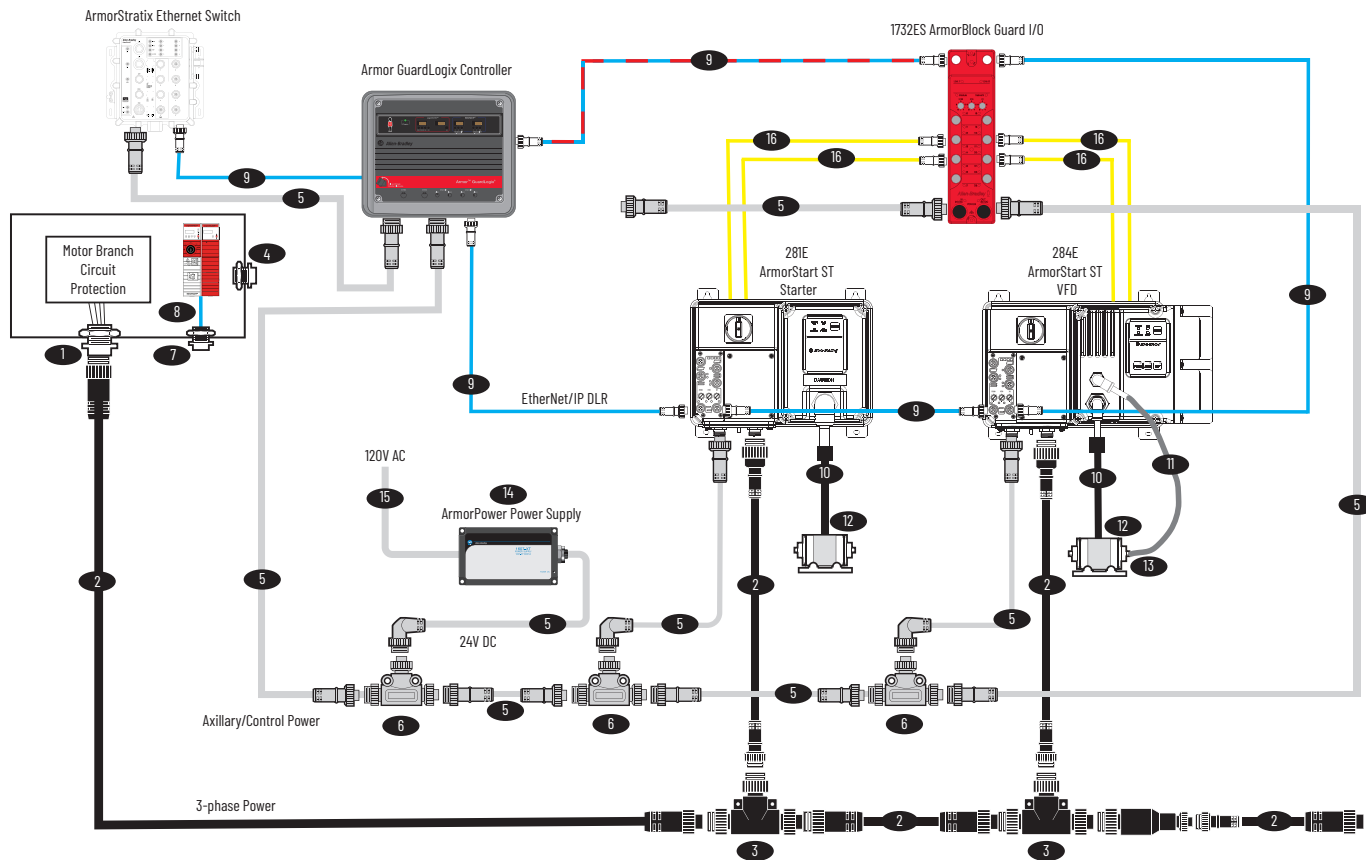 ArmorStratix Ethernet Switch
1732ES ArmorBlock Guard I/O
Armor GuardLogix Controller
9
16
16
16
16
9
5
5
Motor Branch
Circuit
Protection
4
8
1
7
281E
ArmorStart ST
Starter
284E
ArmorStart ST
VFD
9
9
EtherNet/IP DLR
9
120V AC
15
14
ArmorPower Power Supply
10
12
10
11
12
13
5
2
5
2
2
5
24V DC
5
5
5
5
Axillary/Control Power
6
6
6
3-phase Power
2
2
3
3